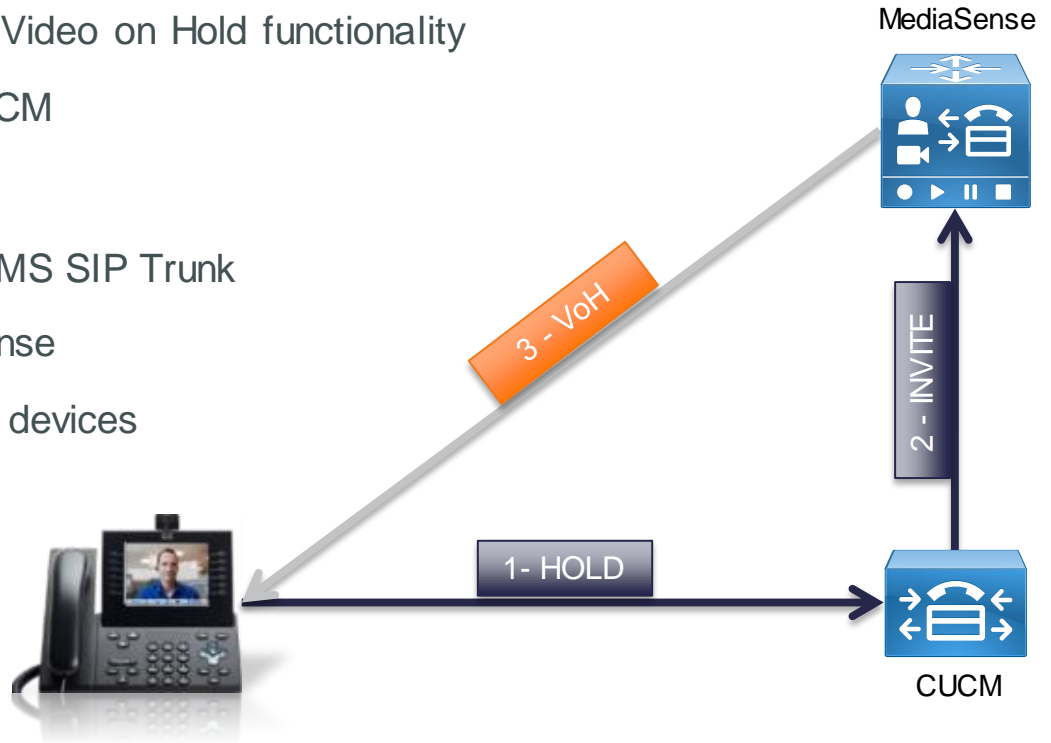 Video on Hold functionality
MediaSense
CM
MS SIP Trunk
nse
devices
3 - VoH
2 - INVITE
1- HOLD
CUCM